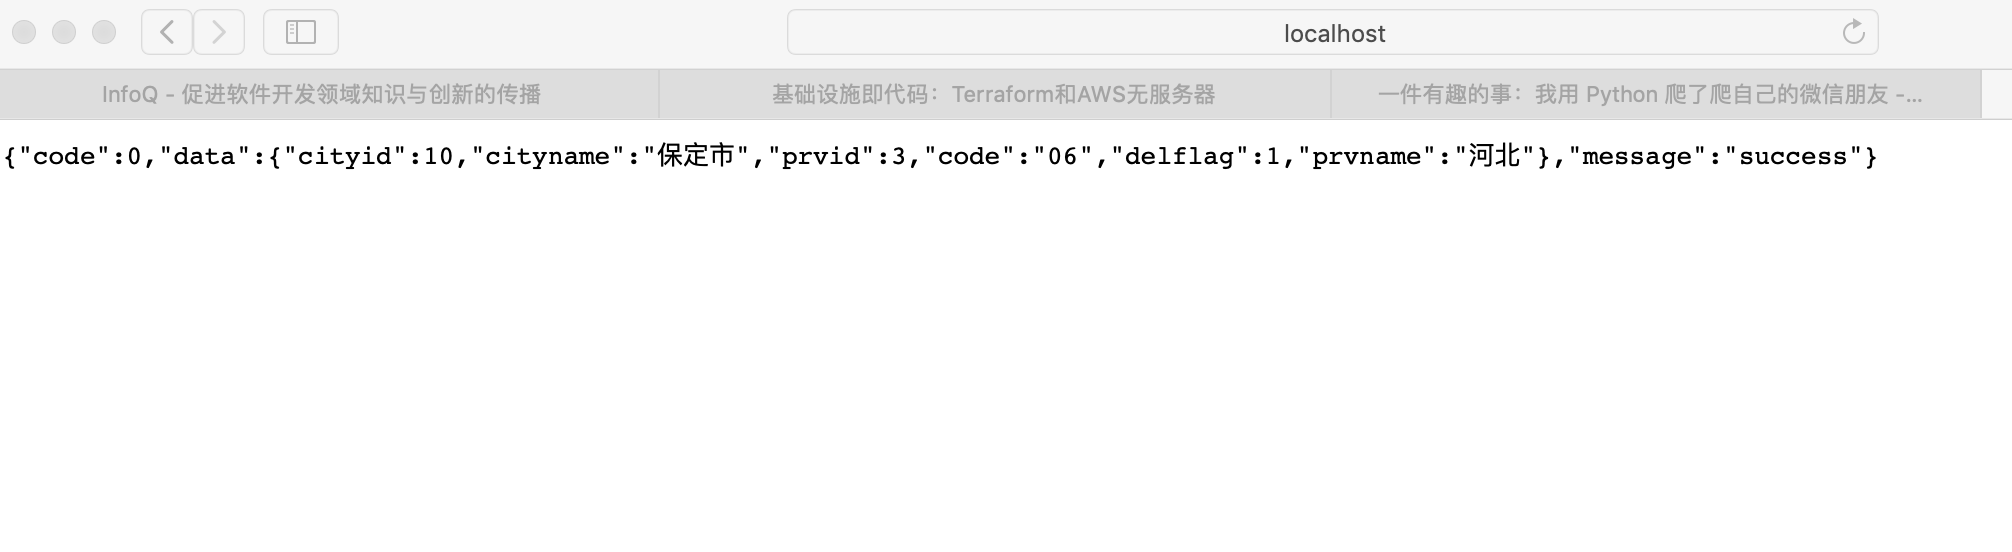 localhost
InfoQ - 促进软件开发领域知识与创新的传播
基础设施即代码：Terraform和AWS无服务器
一件有趣的事：我用 Python 爬了爬自己的微信朋友 -...
{"code":0,"data":{"cityid":10,"cityname":"保定市","prvid":3,"code":"06","delflag":1,"prvname":"河北"},"message":"success"}